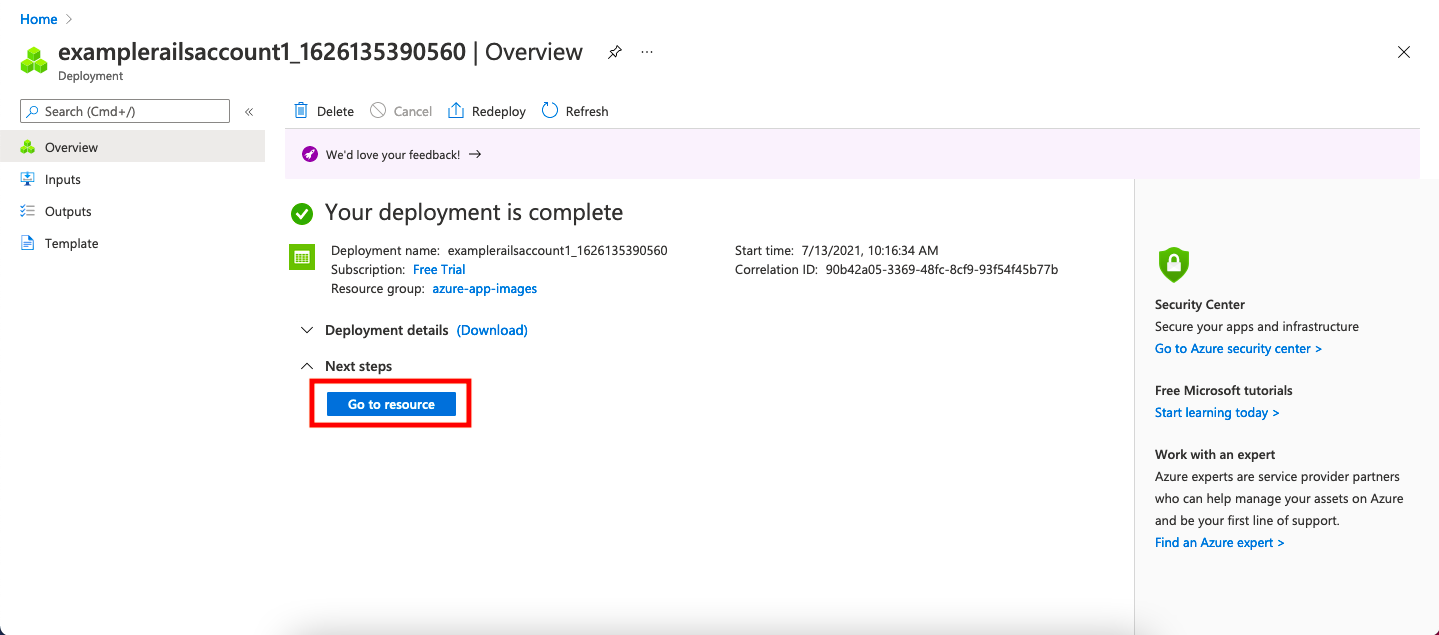 Home >
examplerailsaccount1_1626135390560 | Overview
Deployment
Search (Cmd+/)
Overview
Inputs
Outputs
Template
Delete
Cancel
Redeploy
Refresh
We'd love your feedback! →
Your deployment is complete
Deployment name: examplerailsaccount1_1626135390560
Subscription: Free Trial
Resource group: azure-app-images
Start time: 7/13/2021, 10:16:34 AM
Correlation ID: 90b42a05-3369-48fc-8cf9-93f54f45b77b
Deployment details (Download)
Next steps
Go to resource
Security Center
Secure your apps and infrastructure
Go to Azure security center >
Free Microsoft tutorials
Start learning today >
Work with an expert
Azure experts are service provider partners
who can help manage your assets on Azure
and be your first line of support.
Find an Azure expert >